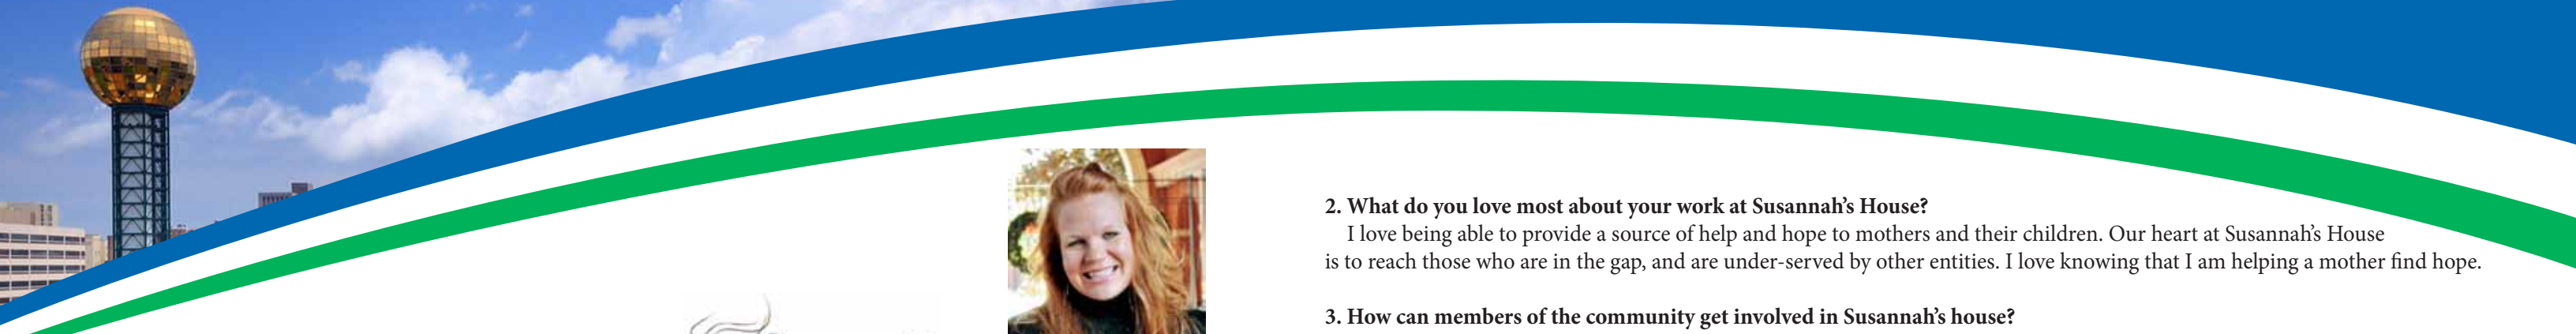 2. What do you love most about your work at Susannah’s House?
I love being able to provide a source of help and hope to mothers and their children. Our heart at Susannah’s House
is to reach those who are in the gap, and are under-served by other entities. I love knowing that I am helping a mother find hope.
3. How can members of the community get involved in Susannah’s house?